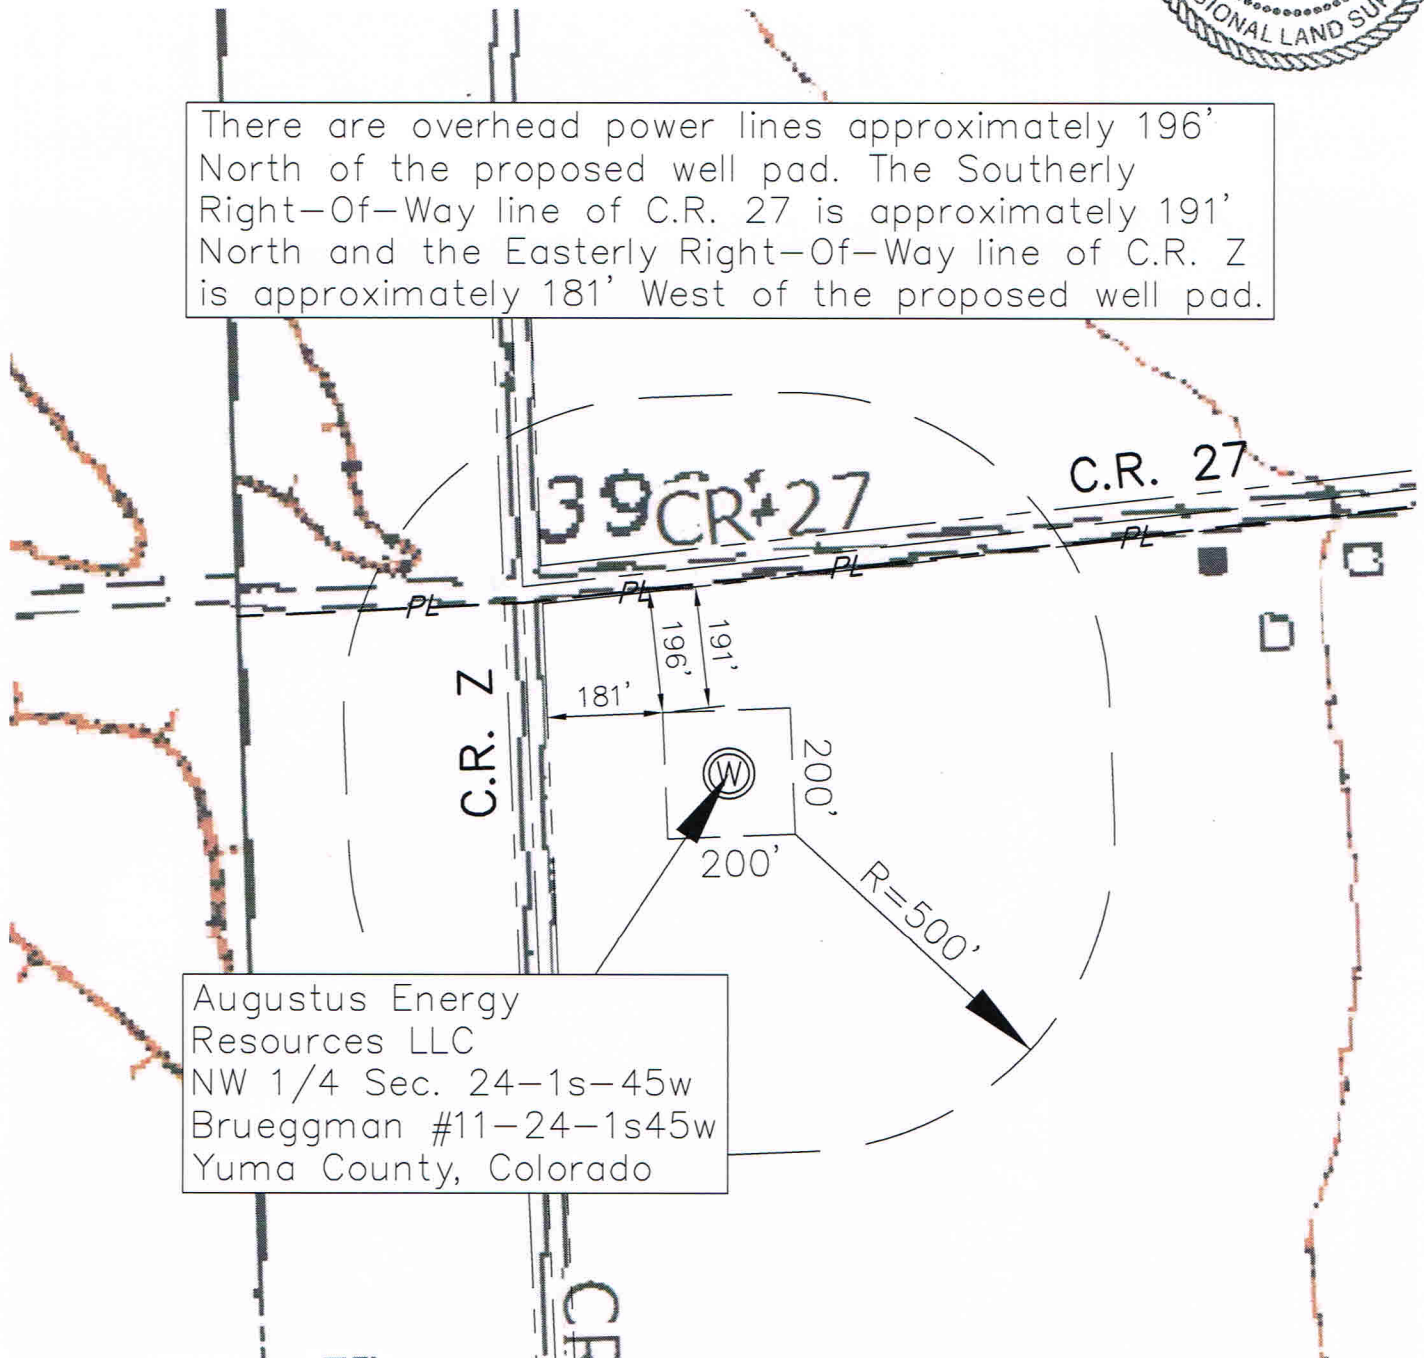 SIONAL LAND SU
There are overhead power lines approximately 196'
North of the proposed well pad. The Southerly
Right-Of-Way line of C.R. 27 is approximately 191'
North and the Easterly Right-Of-Way line of C.R. Z
is approximately 181' West of the proposed well pad.
C.R. 27
39
CR 27
PL
PL
PL
PL
196'
191'
181'
C.R. Z
W
200'
200'
R=500'
Augustus Energy
Resources LLC
NW 1/4 Sec. 24-1s-45w
Brueggman #11-24-1s45w
Yuma County, Colorado